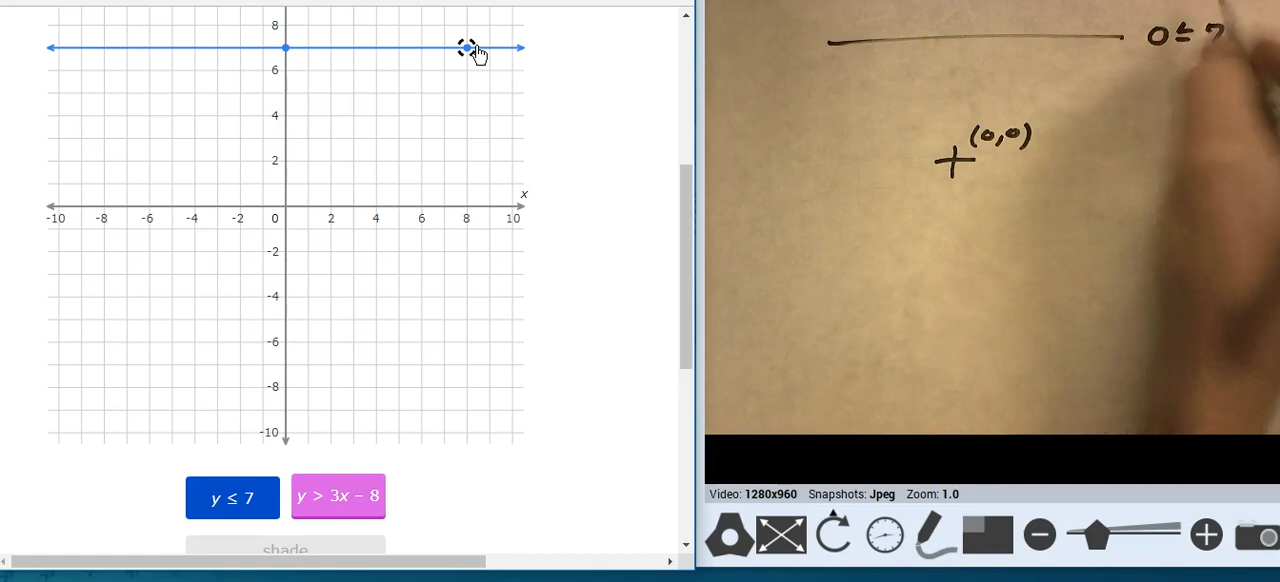 8
6
4
2
x
-10 -8 -6 -4 -2 0 2 4 6 8 10
-2
-4
-6
-8
-10
y ≤ 7 y > 3x – 8
shade
0 ≤ 7
(0,0)
Video: 1280x960 Snapshots: Jpeg Zoom: 1.0